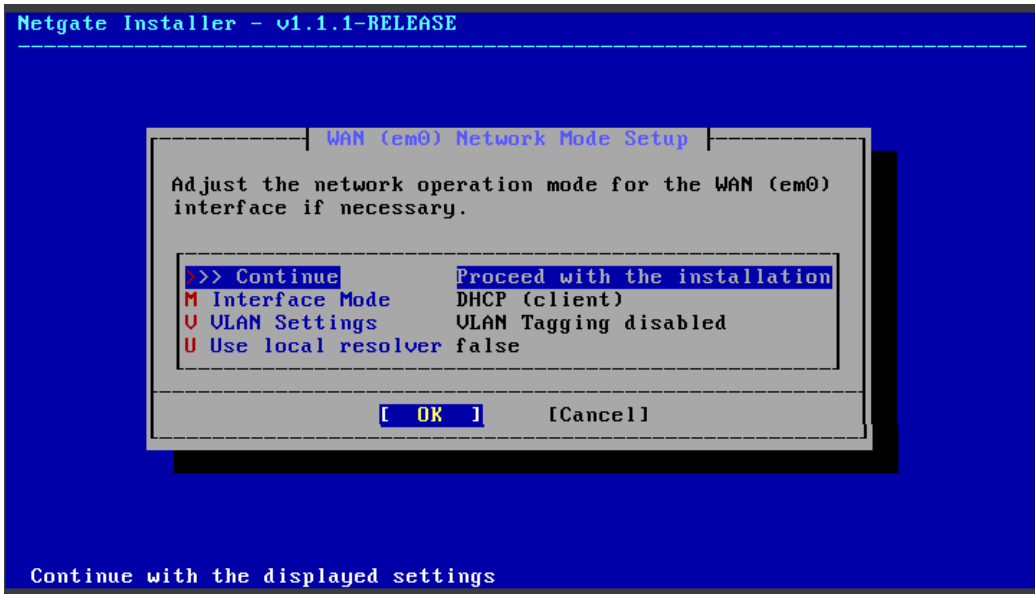 Netgate Installer - v1.1.1-RELEASE
WAN (em0) Network Mode Setup
Adjust the network operation mode for the WAN (em0)
interface if necessary.
>>> Continue Proceed with the installation
M Interface Mode DHCP (client)
V VLAN Settings VLAN Tagging disabled
U Use local resolver false
[ OK ] [Cancel]
Continue with the displayed settings